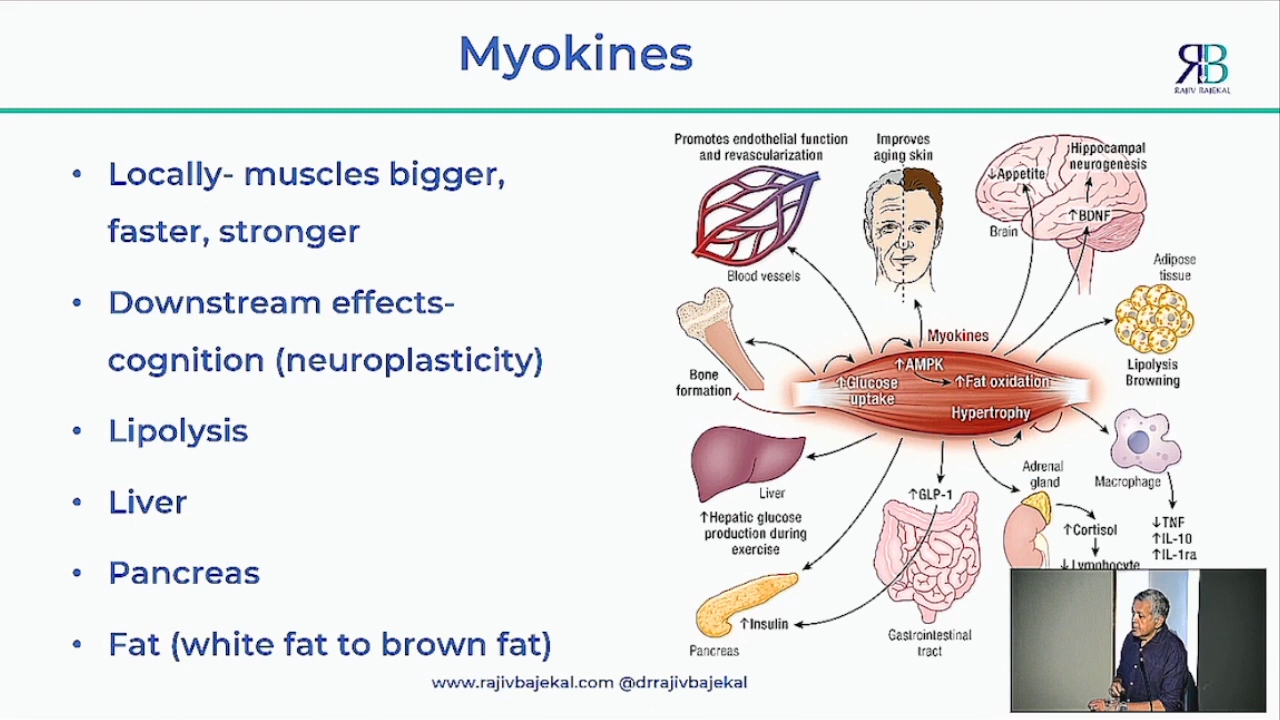 Myokines
RAJIV BAJEKAL
• Locally- muscles bigger,
faster, stronger
• Downstream effects-
cognition (neuroplasticity)
• Lipolysis
• Liver
• Pancreas
• Fat (white fat to brown fat)
www.rajivbajekal.com @drrajivbajekal
Promotes endothelial function
and revascularization
Blood vessels
Improves
aging skin
↓Appetite
Hippocampal
neurogenesis
↑BDNF
Brain
Adipose
tissue
Lipolysis
Browning
Bone
formation
Myokines
↑AMPK
↑Glucose
uptake
↑Fat oxidation
Hypertrophy
Macrophage
↓TNF
↑IL-10
↑IL-1ra
Liver
↑Hepatic glucose
production during
exercise
↑GLP-1
Adrenal
gland
↑Cortisol
↓Lymphocyte
↑Insulin
Pancreas
Gastrointestinal
tract